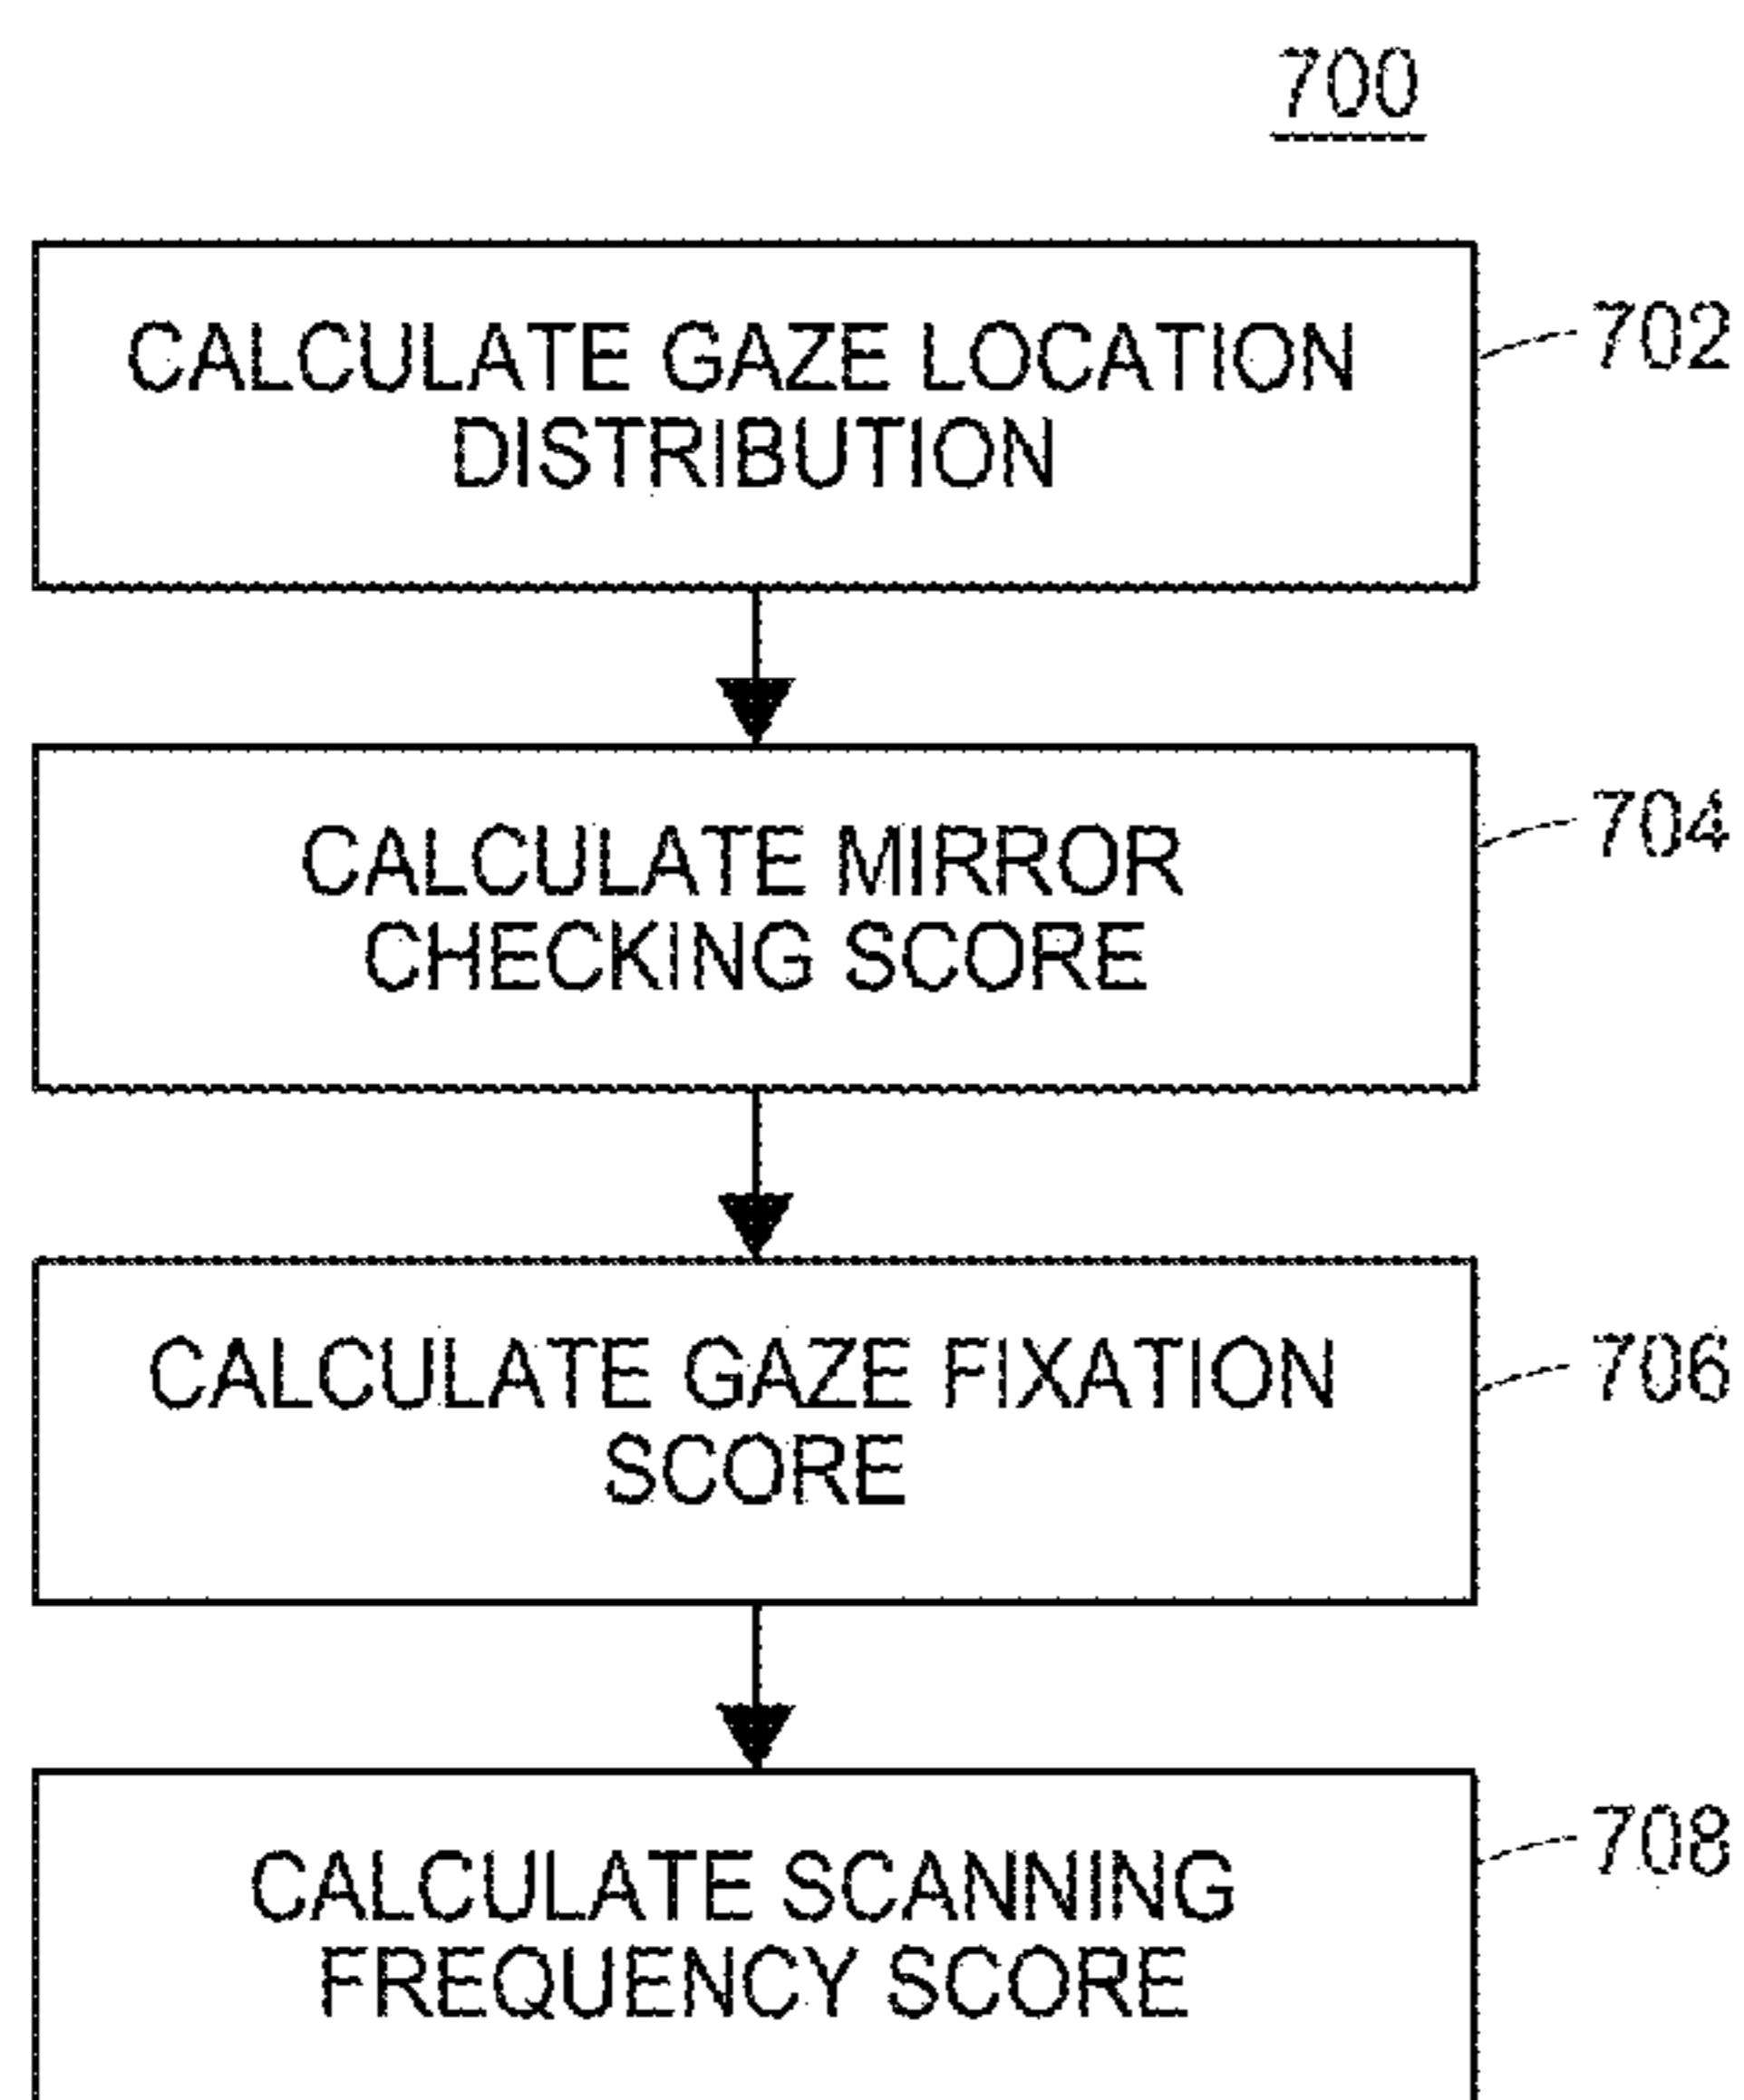 700
CALCULATE GAZE LOCATION
DISTRIBUTION
702
CALCULATE MIRROR
CHECKING SCORE
704
CALCULATE GAZE FIXATION
SCORE
706
CALCULATE SCANNING
FREQUENCY SCORE
708